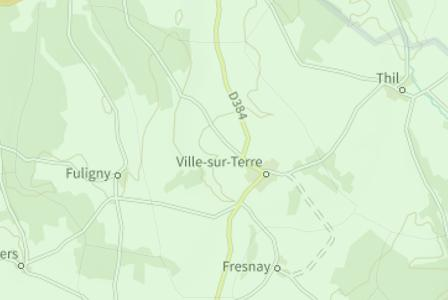 Thil
D384
Ville-sur-Terre
Fuligny
ers
Fresnay